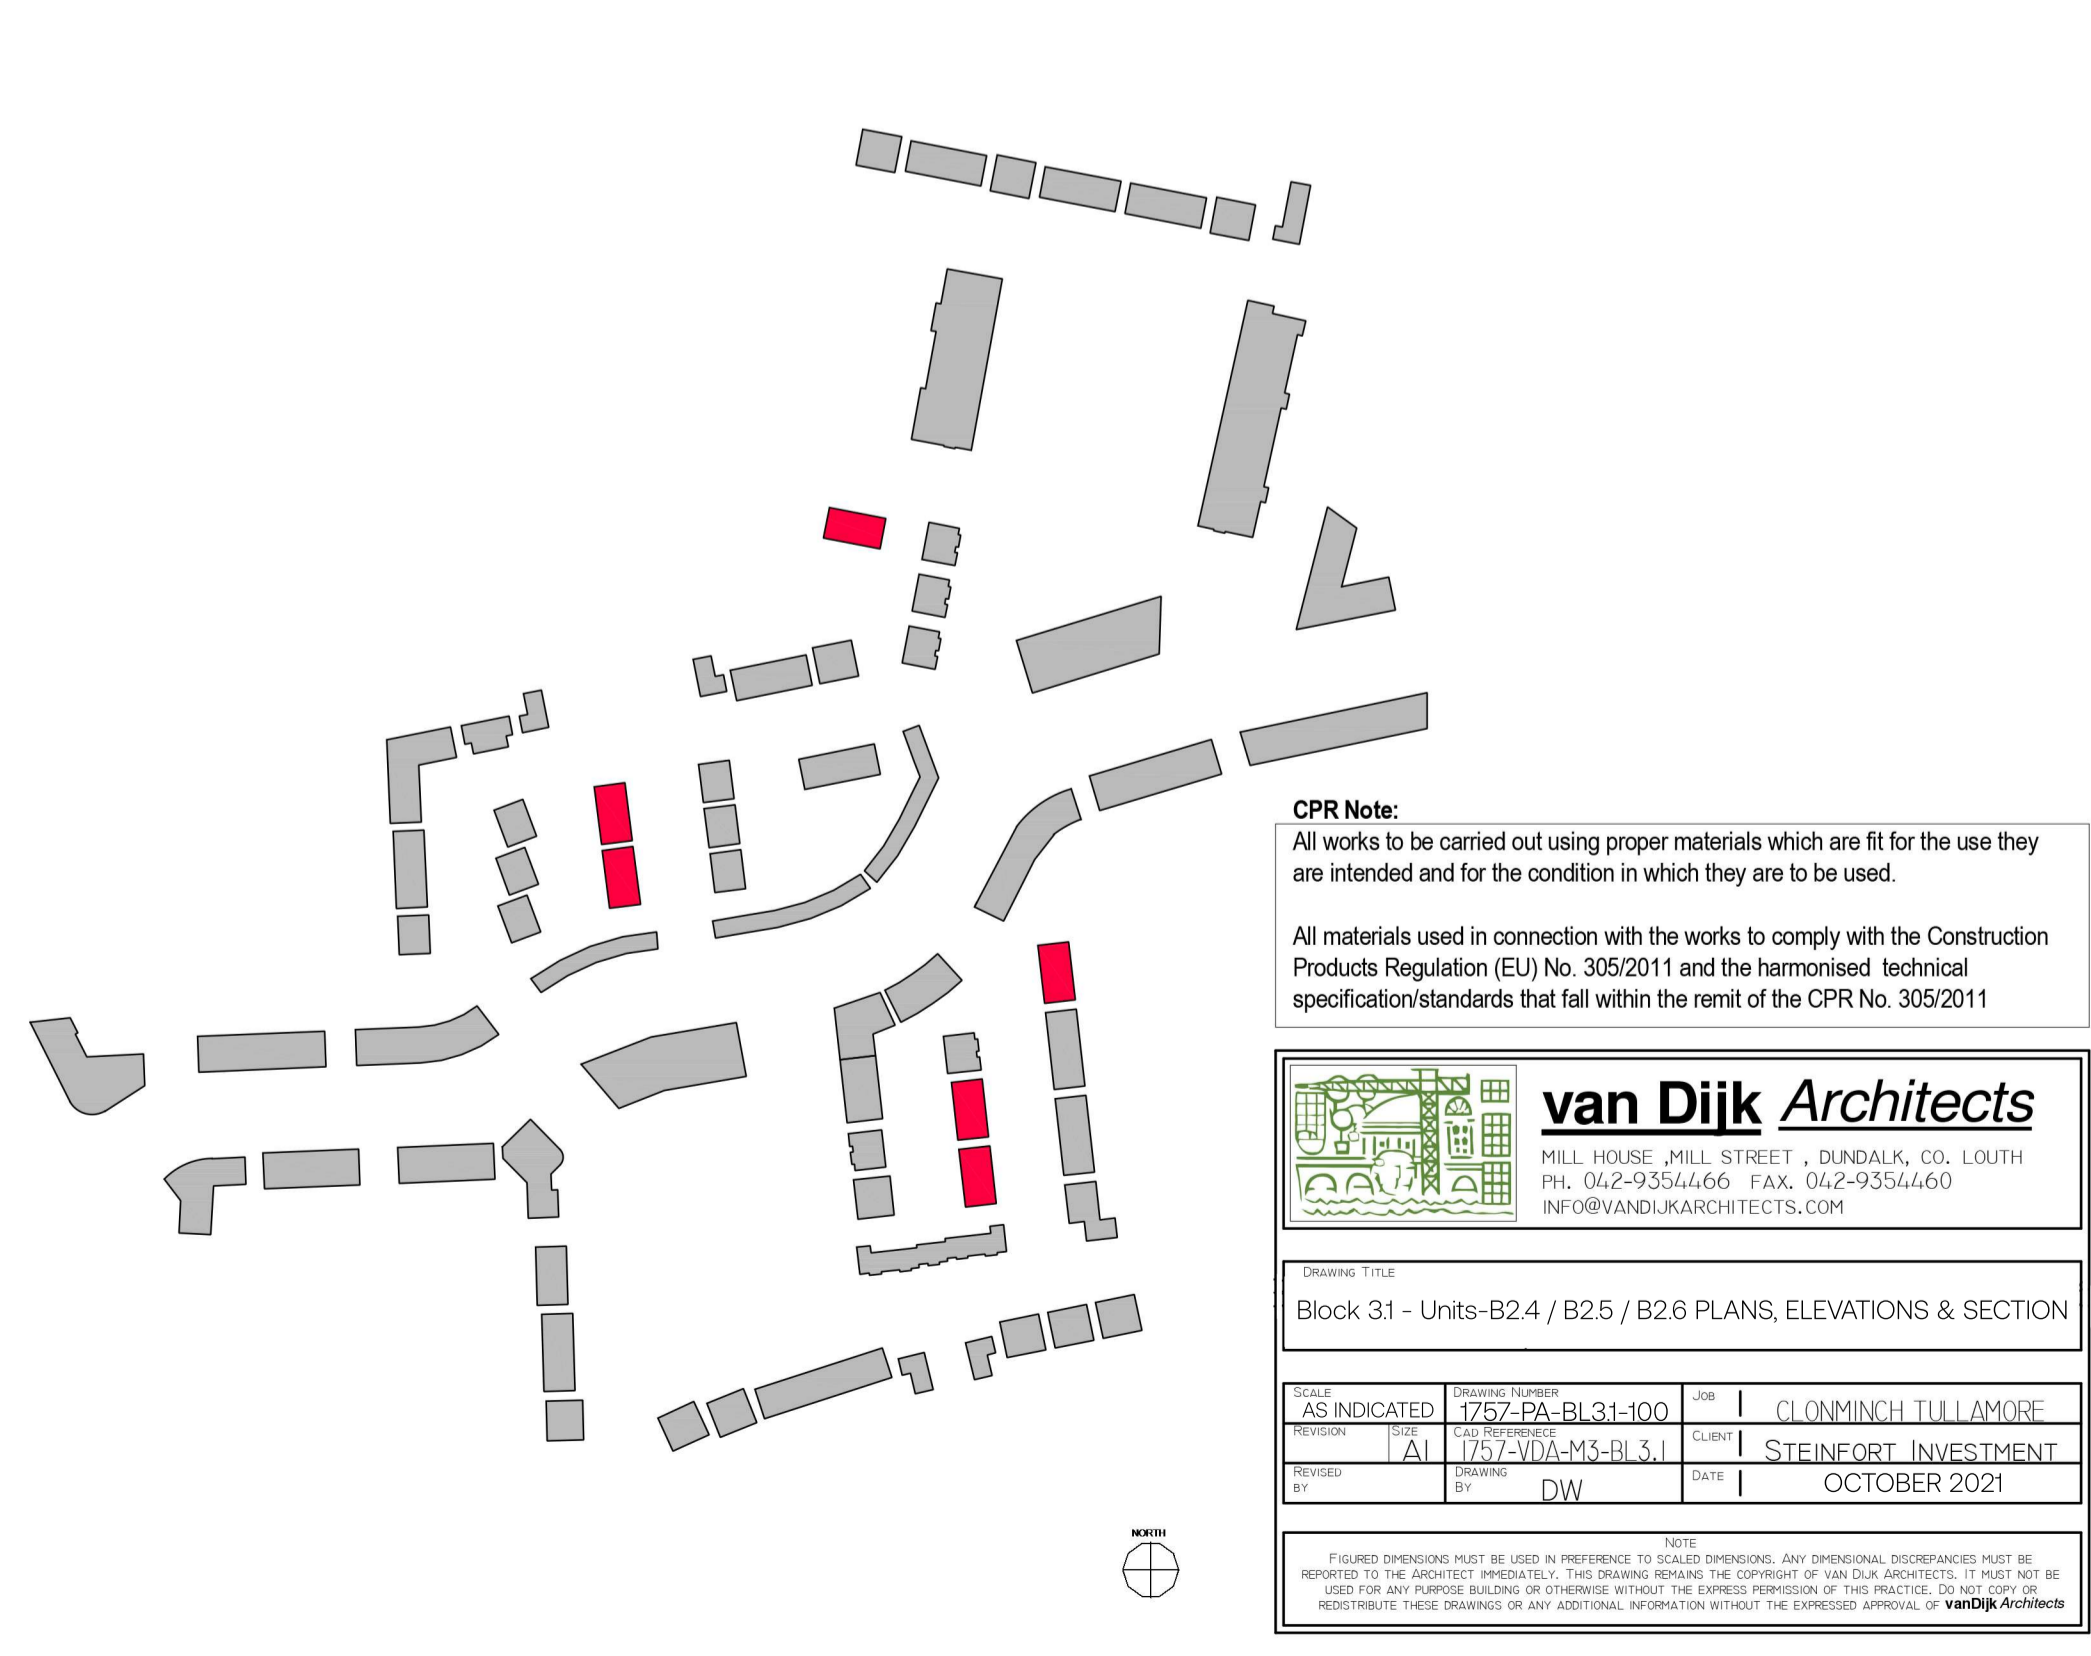 CPR Note:
All works to be carried out using proper materials which are fit for the use they
are intended and for the condition in which they are to be used.
All materials used in connection with the works to comply with the Construction
Products Regulation (EU) No. 305/2011 and the harmonised technical
specification/standards that fall within the remit of the CPR No. 305/2011
van Dijk Architects
MILL HOUSE ,MILL STREET , DUNDALK, CO. LOUTH
PH. 042-9354466 FAX. 042-9354460
INFO@VANDIJKARCHITECTS.COM
DRAWING TITLE
Block 3.1 - Units-B2.4 / B2.5 / B2.6 PLANS, ELEVATIONS & SECTION
SCALE
AS INDICATED
DRAWING NUMBER
1757-PA-BL3.1-100
JOB
CLONMINCH TULLAMORE
REVISION
SIZE
A1
CAD REFERENECE
1757-VDA-M3-BL3.1
CLIENT
STEINFORT INVESTMENT
REVISED
BY
DRAWING
BY
DW
DATE
OCTOBER 2021
NORTH
NOTE
FIGURED DIMENSIONS MUST BE USED IN PREFERENCE TO SCALED DIMENSIONS. ANY DIMENSIONAL DISCREPANCIES MUST BE
REPORTED TO THE ARCHITECT IMMEDIATELY. THIS DRAWING REMAINS THE COPYRIGHT OF VAN DIJK ARCHITECTS. IT MUST NOT BE
USED FOR ANY PURPOSE BUILDING OR OTHERWISE WITHOUT THE EXPRESS PERMISSION OF THIS PRACTICE. DO NOT COPY OR
REDISTRIBUTE THESE DRAWINGS OR ANY ADDITIONAL INFORMATION WITHOUT THE EXPRESSED APPROVAL OF vanDijk Architects